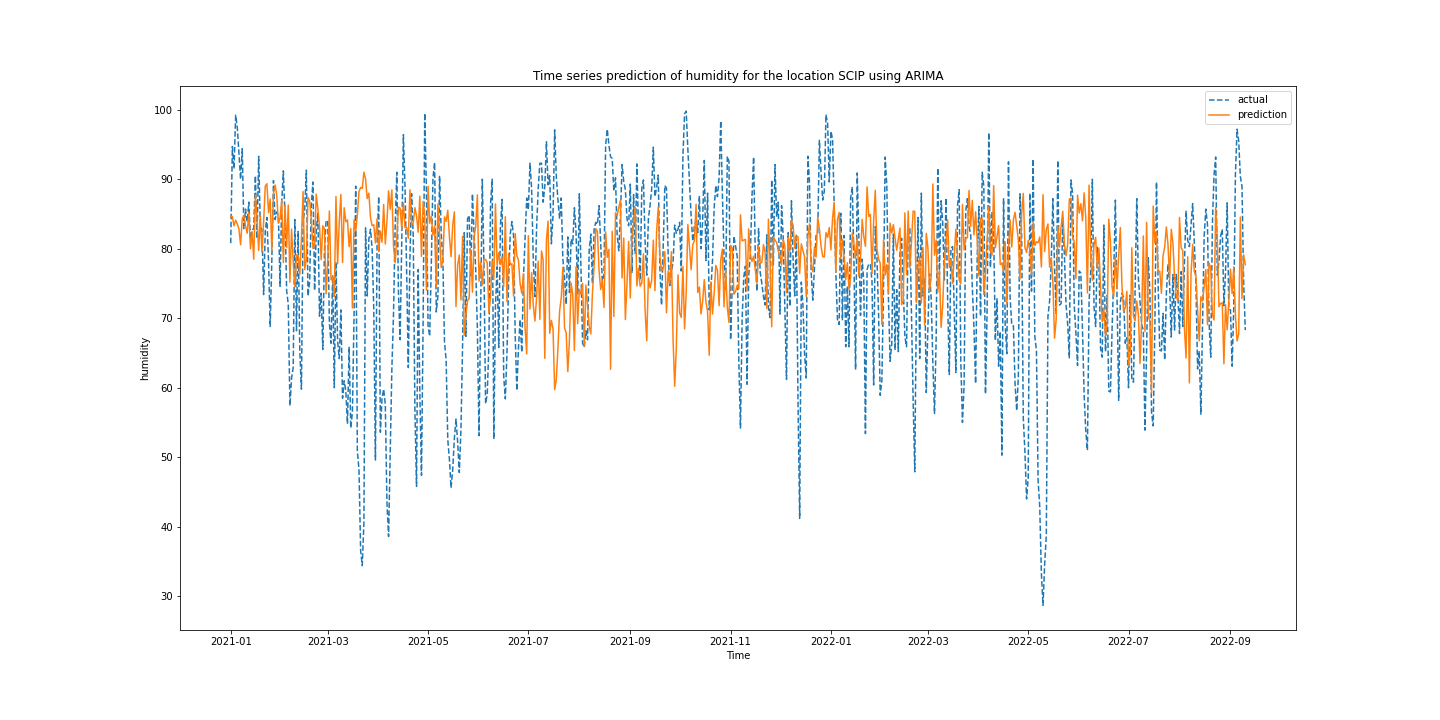 Time series prediction of humidity for the location SCIP using ARIMA
actual
prediction
100
90
80
70
60
50
40
30
humidity
2021-01 2021-03 2021-05 2021-07 2021-09 2021-11 2022-01 2022-03 2022-05 2022-07 2022-09
Time